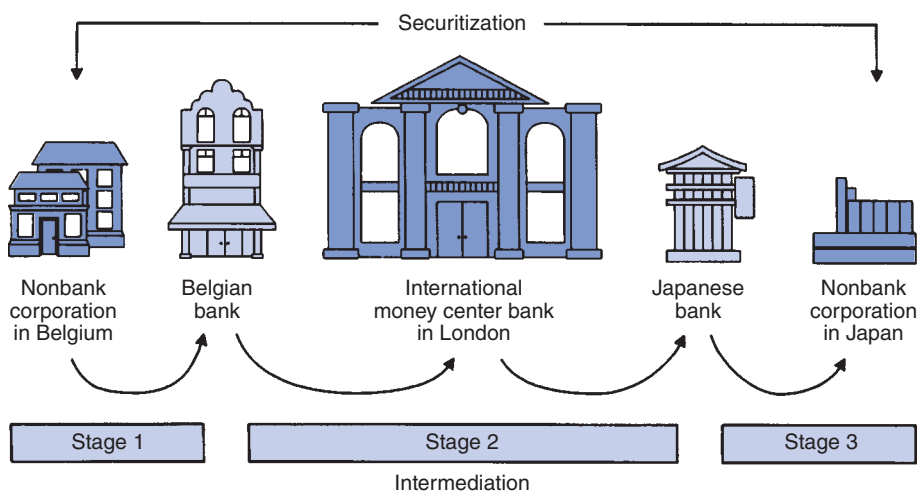 Securitization
Nonbank
corporation
in Belgium
Belgian
bank
International
money center bank
in London
Japanese
bank
Nonbank
corporation
in Japan
Stage 1
Stage 2
Stage 3
Intermediation